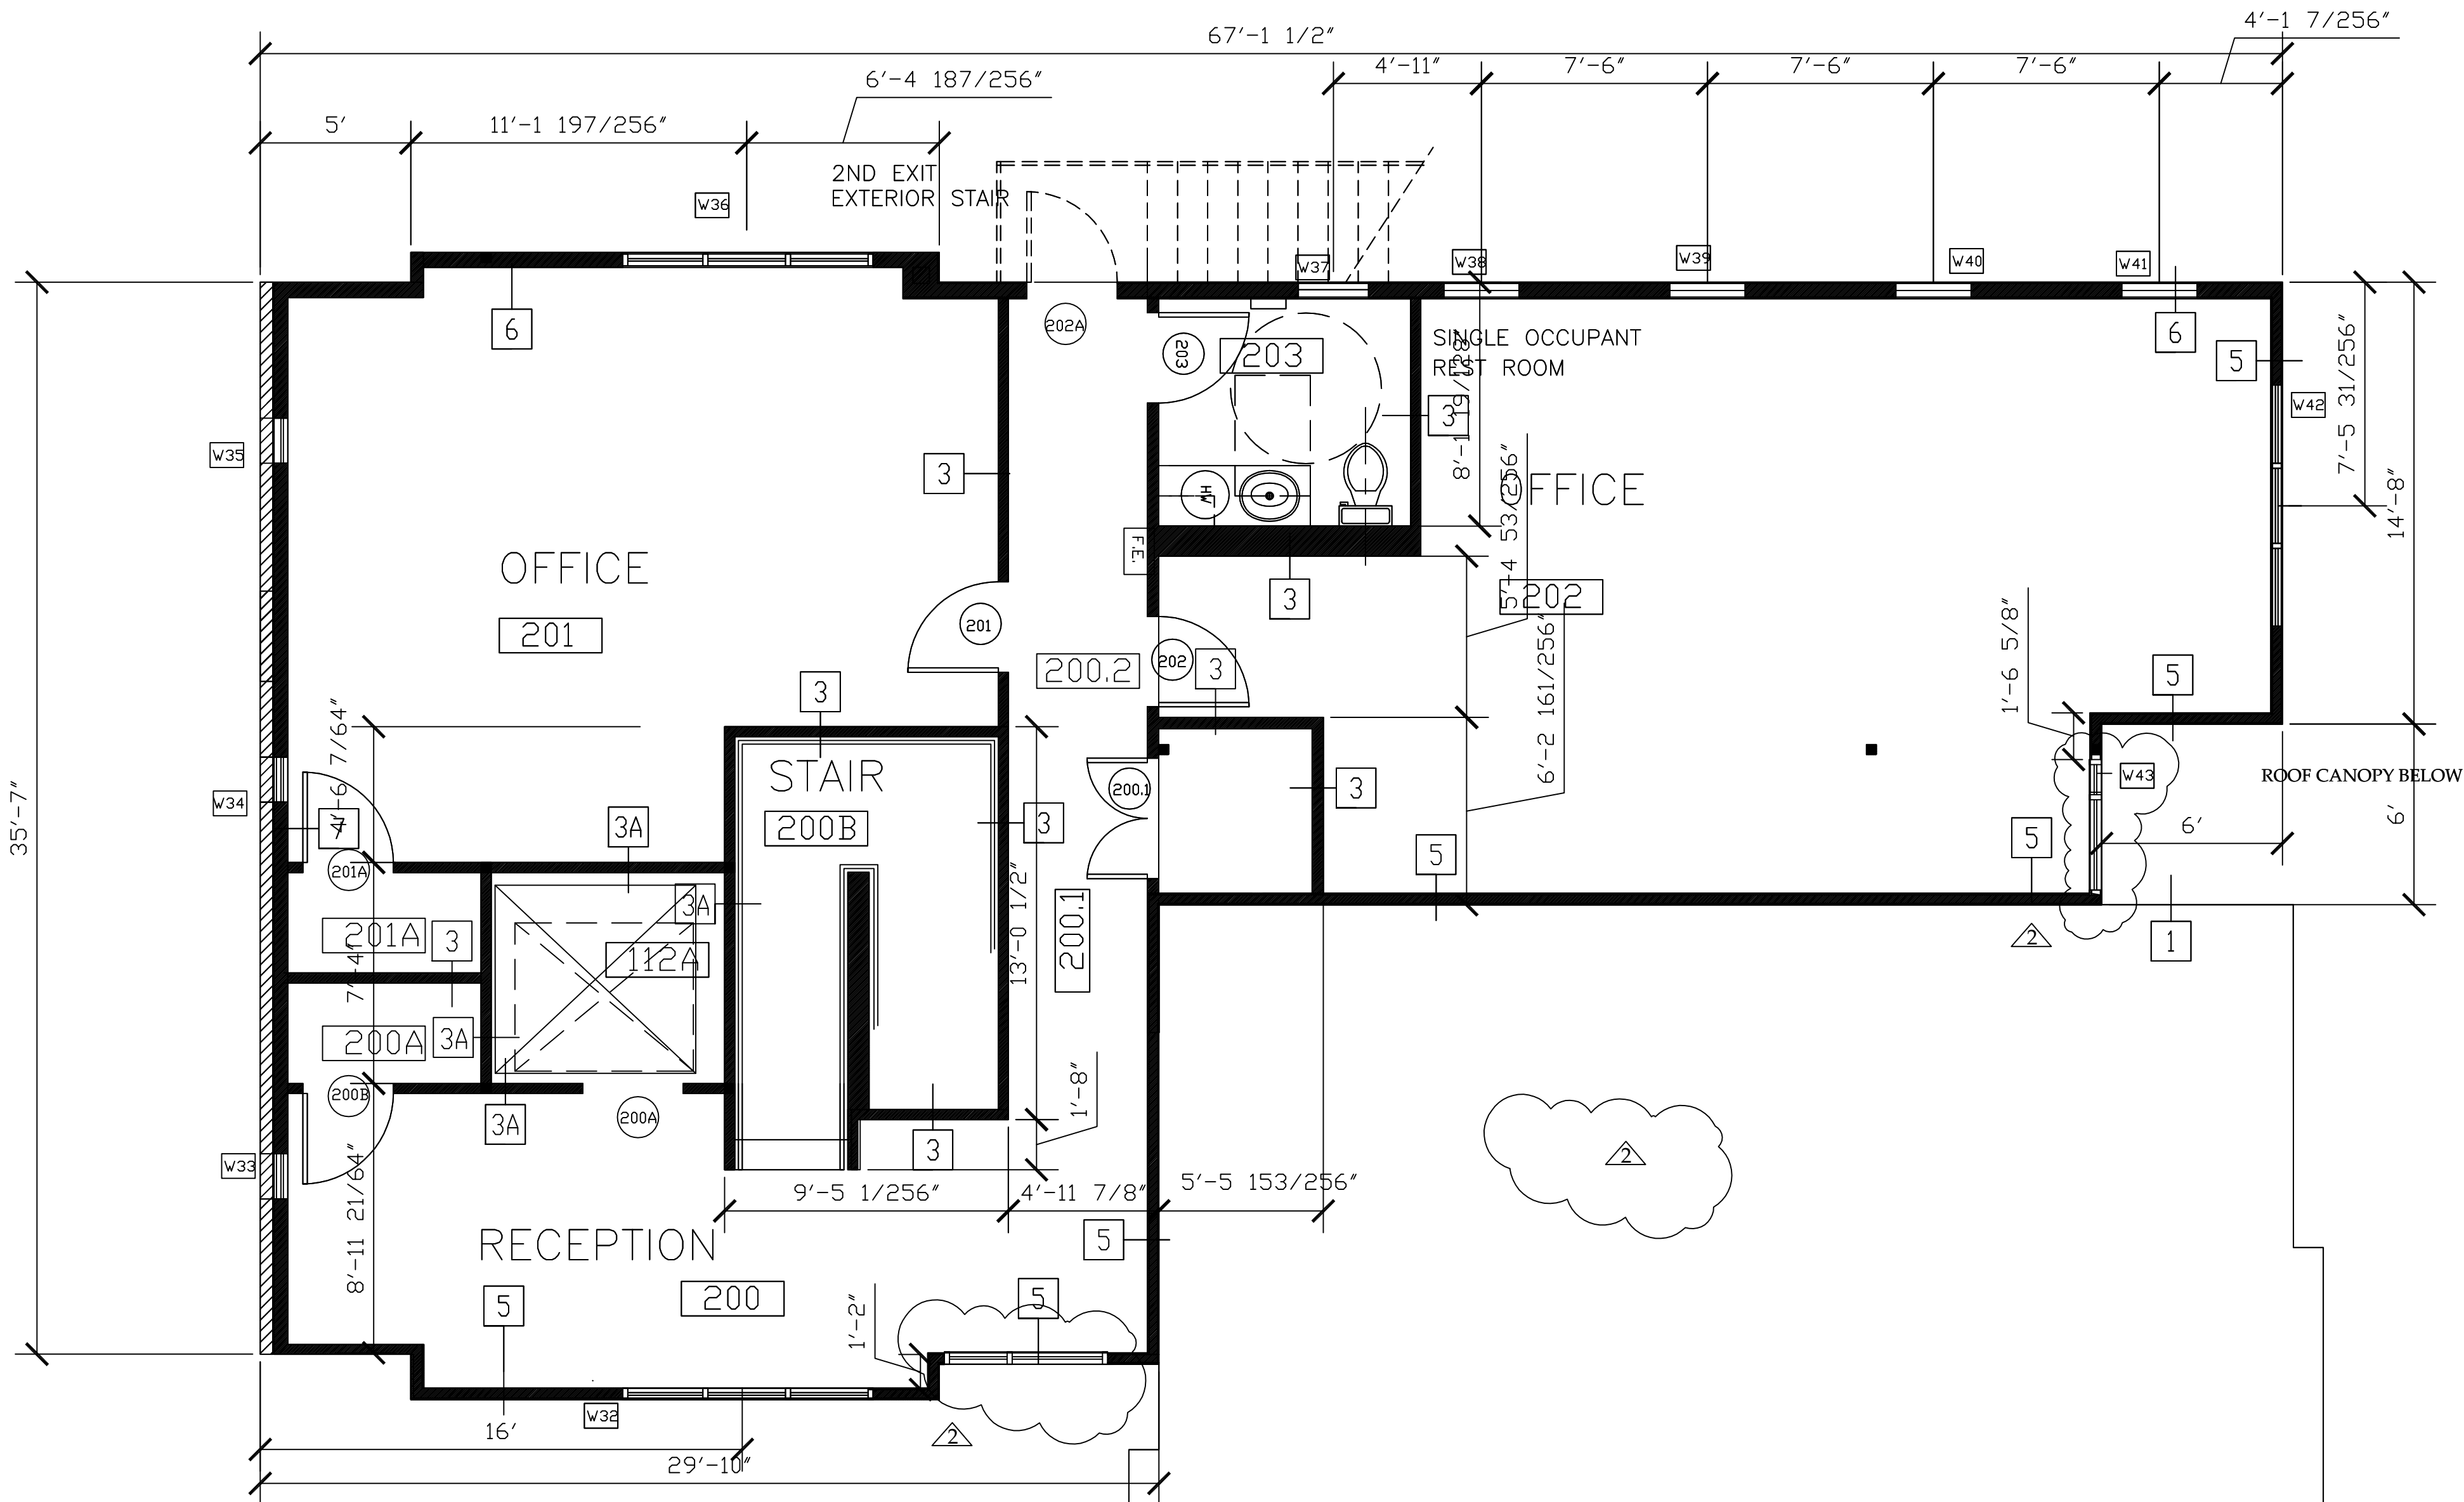 4'-1 7/256"
67'-1 1/2"
4'-11"
7'-6"
7'-6"
7'-6"
6'-4 187/256"
5'
11'-1 197/256"
2ND EXIT
EXTERIOR STAIR
W36
W37
W38
W39
W40
W41
6
202A
203
203
SINGLE OCCUPANT
REST ROOM
6
5
7'-5 31/256"
W42
14'-8"
W35
3
3
8'-1 19/128"
HW
5'-4 53/256"
OFFICE
OFFICE
F.E.
201
201
3
202
200.2
202
3
3
6'-2 161/256"
1'-6 5/8"
5
4'-6 7/64"
STAIR
200B
200.1
3
3
W43
ROOF CANOPY BELOW
35'-7"
W34
7
3A
5
5
6'
6'
201A
3A
13'-0 1/2"
200.1
201A
3
112A
7'-4"
2
1
200A
3A
200B
3A
200A
1'-8"
3
2
W33
8'-11 21/64"
9'-5 1/256"
4'-11 7/8"
5'-5 153/256"
RECEPTION
5
200
5
5
1'-2"
W32
2
16'
29'-10"